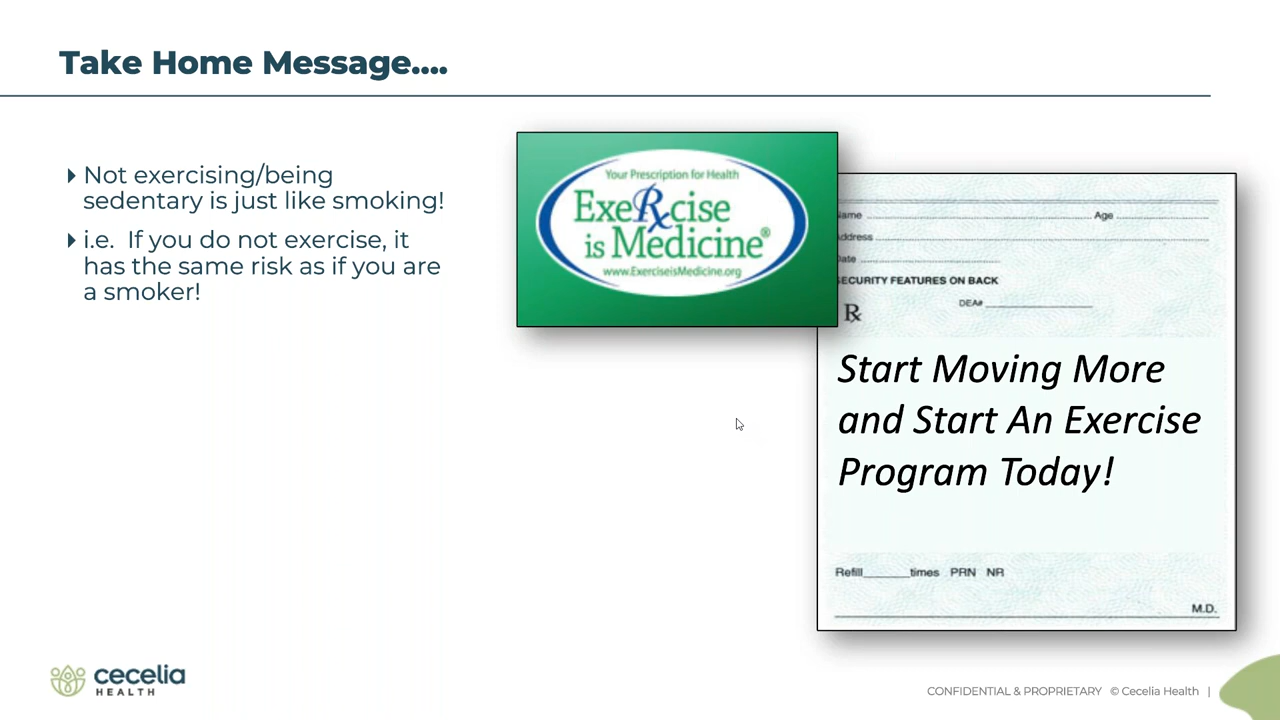 Take Home Message....
Not exercising/being
sedentary is just like smoking!
i.e. If you do not exercise, it
has the same risk as if you are
a smoker!
Your Prescription for Health
ExeRxcise
is Medicine®
www.ExerciseisMedicine.org
ame Age
ddress
ate
ECURITY FEATURES ON BACK
DEA#
℞
Start Moving More
and Start An Exercise
Program Today!
Refill______times PRN NR
M.D.
cecelia
HEALTH
CONFIDENTIAL & PROPRIETARY © Cecelia Health |